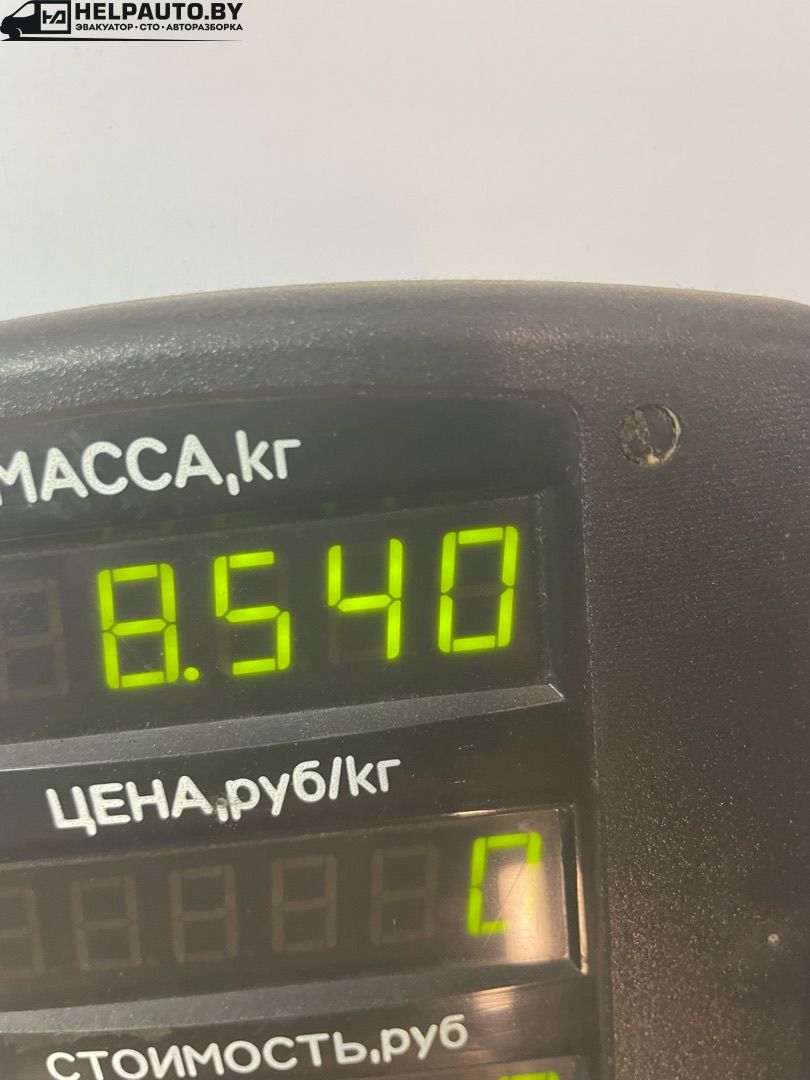 HELPAUTO.BY
ЭВАКУАТОР · СТО · АВТОРАЗБОРКА
МАССА,кг
8.540
ЦЕНА,руб/кг
0
СТОИМОСТЬ,руб